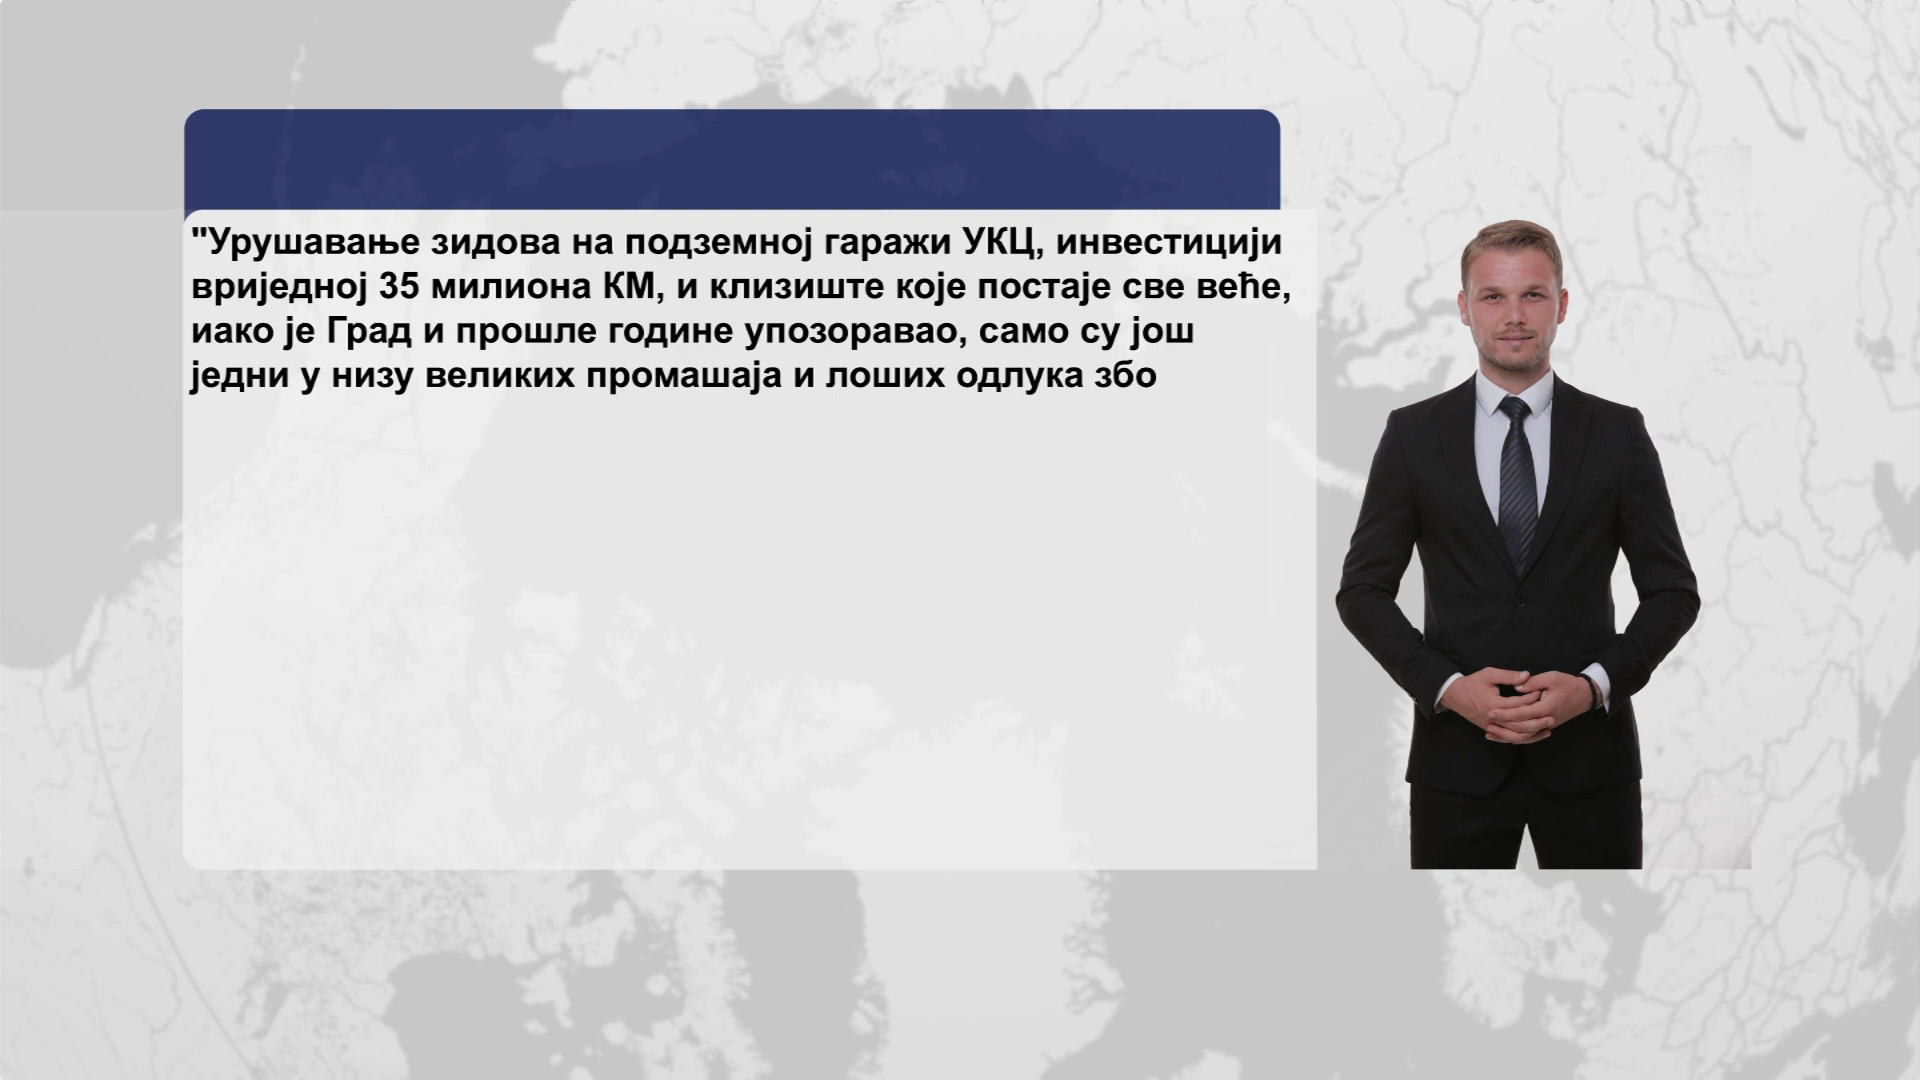 "Урушавање зидова на подземној гаражи УКЦ, инвестицији
вриједној 35 милиона КМ, и клизиште које постаје све веће,
иако је Град и прошле године упозоравао, само су још
једни у низу великих промашаја и лоших одлука збо